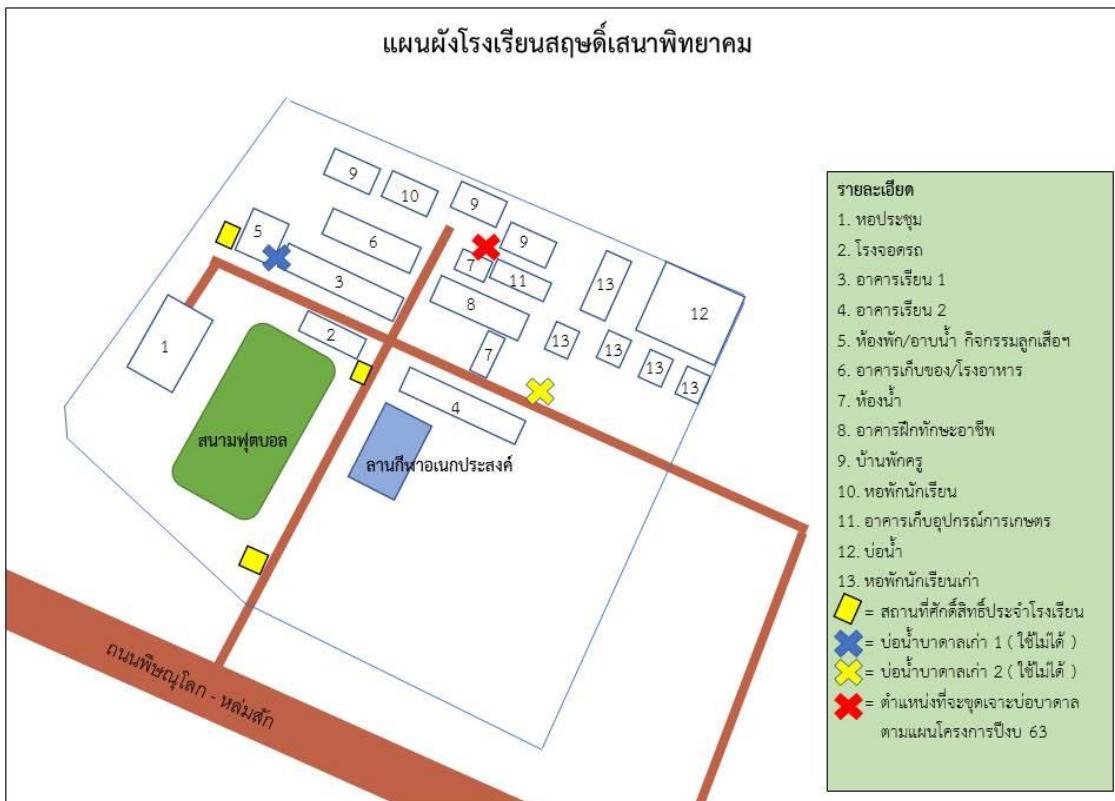 แผนผังโรงเรียนสฤษดิ์เสนาพิทยาคม
9
10
9
5
6
9
7
11
13
12
3
8
2
13
13
13
13
1
7
4
สนามฟุตบอล
ลานกีฬาอเนกประสงค์
ถนนพิษณุโลก - หล่มสัก
รายละเอียด
1. หอประชุม
2. โรงจอดรถ
3. อาคารเรียน 1
4. อาคารเรียน 2
5. ห้องพัก/อาบน้ำ กิจกรรมลูกเสือฯ
6. อาคารเก็บของ/โรงอาหาร
7. ห้องน้ำ
8. อาคารฝึกทักษะอาชีพ
9. บ้านพักครู
10. หอพักนักเรียน
11. อาคารเก็บอุปกรณ์การเกษตร
12. บ่อน้ำ
13. หอพักนักเรียนเก่า
= สถานที่ศักดิ์สิทธิ์ประจำโรงเรียน
= บ่อน้ำบาดาลเก่า 1 ( ใช้ไม่ได้ )
= บ่อน้ำบาดาลเก่า 2 ( ใช้ไม่ได้ )
= ตำแหน่งที่จะขุดเจาะบ่อบาดาล
ตามแผนโครงการปีงบ 63